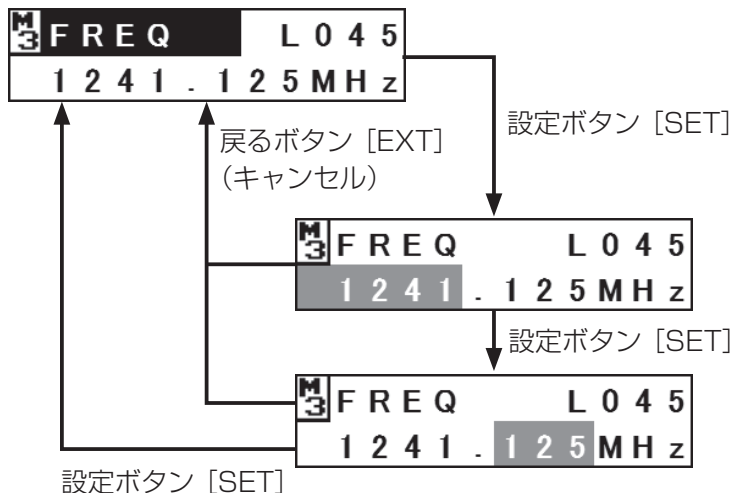 M3 FREQ L045
1241.125MHz
設定ボタン [SET]
戻るボタン [EXT]
（キャンセル）
M3 FREQ L045
1241.125MHz
設定ボタン [SET]
M3 FREQ L045
1241.125MHz
設定ボタン [SET]